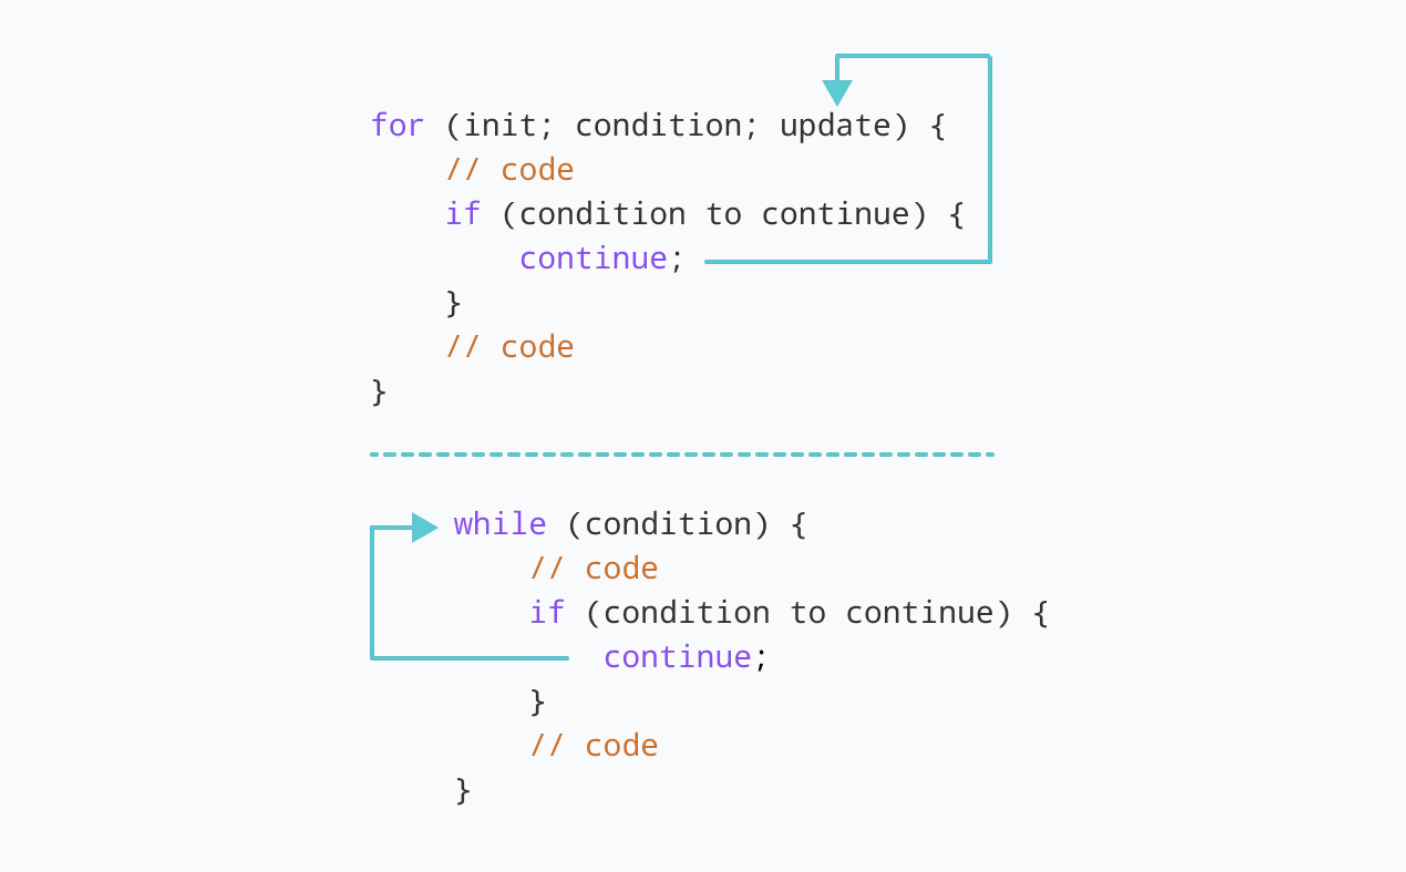 for (init; condition; update) {
    // code
    if (condition to continue) {
        continue;
    }
    // code
}
while (condition) {
    // code
    if (condition to continue) {
        continue;
    }
    // code
}